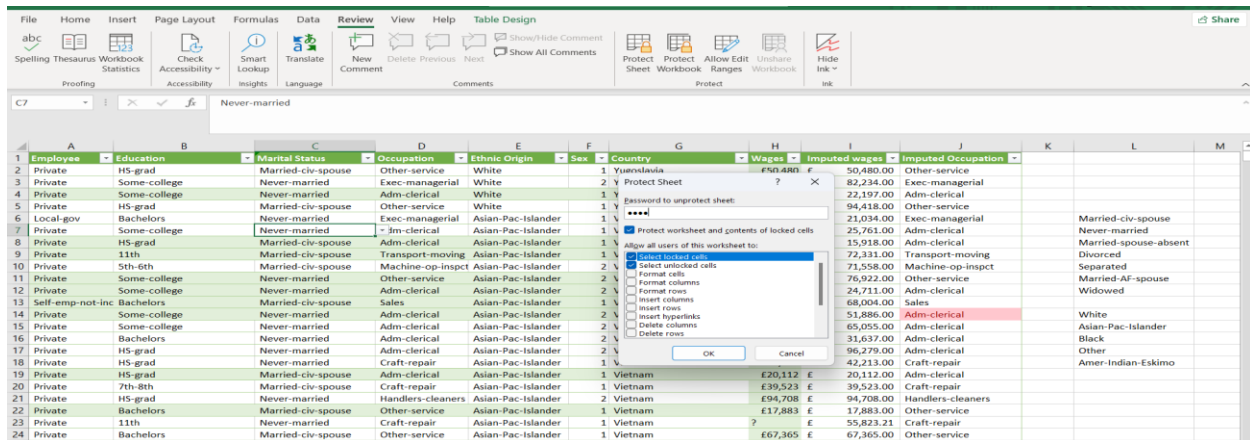 File Home Insert Page Layout Formulas Data Review View Help Table Design Share
abc
123
Spelling Thesaurus Workbook Statistics Check Accessibility Smart Lookup Translate New Comment Delete Previous Next Show/Hide Comment Show All Comments Protect Sheet Protect Workbook Allow Edit Ranges Unshare Workbook Hide Ink
Proofing Accessibility Insights Language Comments Protect Ink
C7 fx Never-married
A B C D E F G H I J K L M
1 Employee Education Marital Status Occupation Ethnic Origin Sex Country Wages Imputed wages Imputed Occupation
2 Private HS-grad Married-civ-spouse Other-service White 1 Yugoslavia £50,480 £ 50,480.00 Other-service
3 Private Some-college Never-married Exec-managerial White 2 82,234.00 Exec-managerial
4 Private Some-college Never-married Adm-clerical White 1 22,197.00 Adm-clerical
5 Private HS-grad Married-civ-spouse Other-service White 1 94,418.00 Other-service
6 Local-gov Bachelors Never-married Exec-managerial Asian-Pac-Islander 1 21,034.00 Exec-managerial Married-civ-spouse
7 Private Some-college Never-married Adm-clerical Asian-Pac-Islander 1 25,761.00 Adm-clerical Never-married
8 Private HS-grad Married-civ-spouse Adm-clerical Asian-Pac-Islander 1 15,918.00 Adm-clerical Married-spouse-absent
9 Private 11th Married-civ-spouse Transport-moving Asian-Pac-Islander 1 72,331.00 Transport-moving Divorced
10 Private 5th-6th Married-civ-spouse Machine-op-inspct Asian-Pac-Islander 2 71,558.00 Machine-op-inspct Separated
11 Private Some-college Never-married Other-service Asian-Pac-Islander 2 76,922.00 Other-service Married-AF-spouse
12 Private Some-college Never-married Adm-clerical Asian-Pac-Islander 2 24,711.00 Adm-clerical Widowed
13 Self-emp-not-inc Bachelors Married-civ-spouse Sales Asian-Pac-Islander 1 68,004.00 Sales
14 Private Some-college Never-married Adm-clerical Asian-Pac-Islander 2 51,886.00 Adm-clerical White
15 Private Some-college Never-married Adm-clerical Asian-Pac-Islander 2 65,055.00 Adm-clerical Asian-Pac-Islander
16 Private Bachelors Never-married Adm-clerical Asian-Pac-Islander 2 31,637.00 Adm-clerical Black
17 Private HS-grad Never-married Adm-clerical Asian-Pac-Islander 2 96,279.00 Adm-clerical Other
18 Private HS-grad Never-married Craft-repair Asian-Pac-Islander 1 42,213.00 Craft-repair Amer-Indian-Eskimo
19 Private HS-grad Married-civ-spouse Adm-clerical Asian-Pac-Islander 1 Vietnam £20,112 £ 20,112.00 Adm-clerical
20 Private 7th-8th Married-civ-spouse Craft-repair Asian-Pac-Islander 1 Vietnam £39,523 £ 39,523.00 Craft-repair
21 Private HS-grad Never-married Handlers-cleaners Asian-Pac-Islander 2 Vietnam £94,708 £ 94,708.00 Handlers-cleaners
22 Private Bachelors Married-civ-spouse Other-service Asian-Pac-Islander 1 Vietnam £17,883 £ 17,883.00 Other-service
23 Private 11th Never-married Craft-repair Asian-Pac-Islander 1 Vietnam ? £ 55,823.21 Craft-repair
24 Private Bachelors Married-civ-spouse Other-service Asian-Pac-Islander 1 Vietnam £67,365 £ 67,365.00 Other-service
Protect Sheet ?
Password to unprotect sheet:
••••
Protect worksheet and contents of locked cells
Allow all users of this worksheet to:
Select locked cells
Select unlocked cells
Format cells
Format columns
Format rows
Insert columns
Insert rows
Insert hyperlinks
Delete columns
Delete rows
OK Cancel